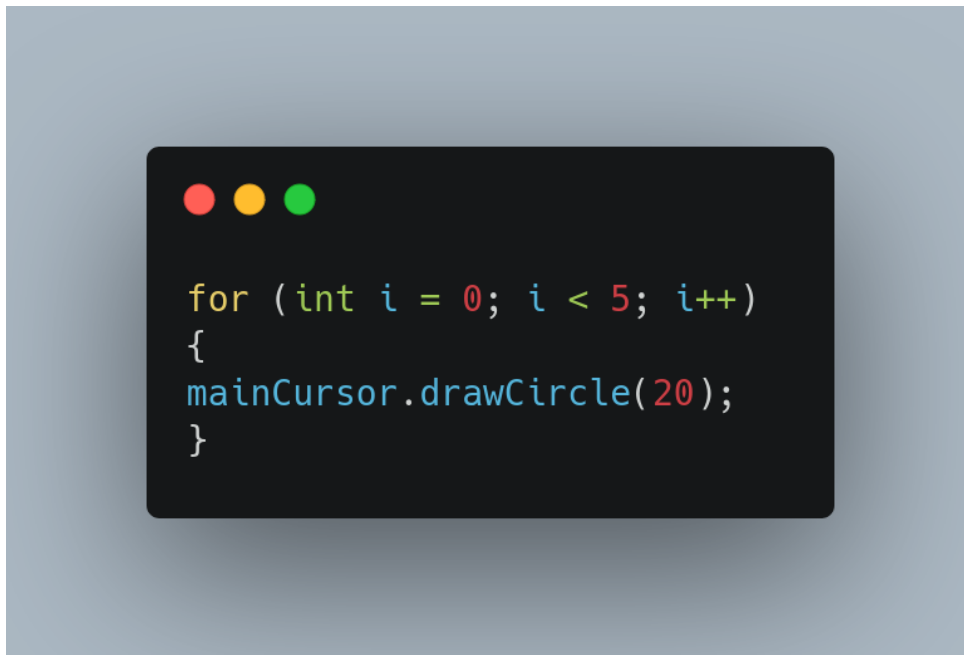 for (int i = 0; i < 5; i++)
{
mainCursor.drawCircle(20);
}